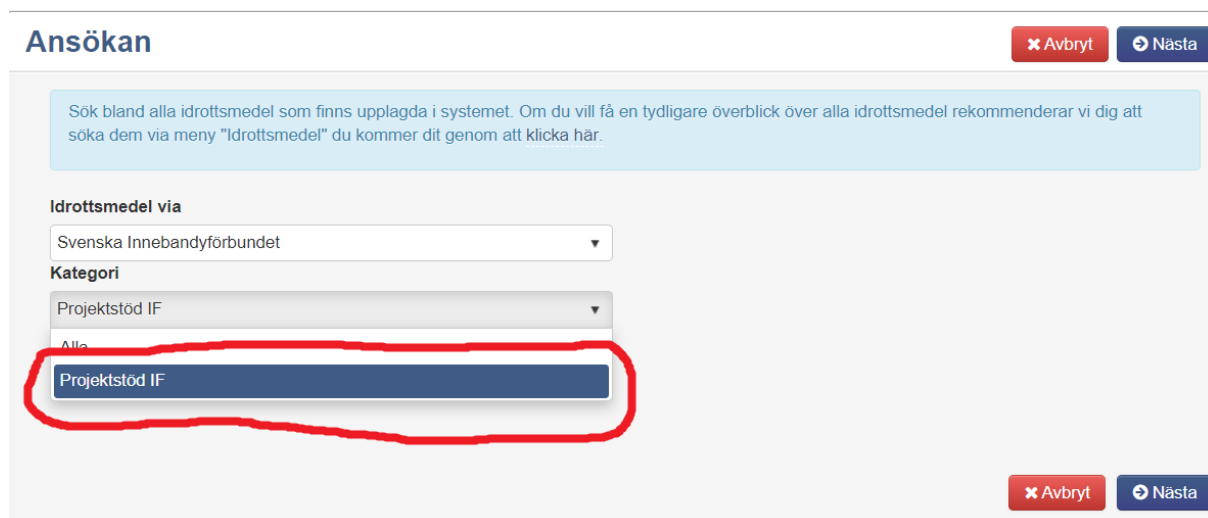 Ansökan
Avbryt
Nästa
Sök bland alla idrottsmedel som finns upplagda i systemet. Om du vill få en tydligare överblick över alla idrottsmedel rekommenderar vi dig att
söka dem via meny "Idrottsmedel" du kommer dit genom att klicka här.
Idrottsmedel via
Svenska Innebandyförbundet
Kategori
Projektstöd IF
Alla
Projektstöd IF
Avbryt
Nästa